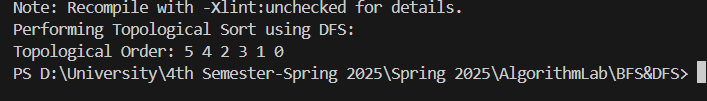 Note: Recompile with -Xlint:unchecked for details.
Performing Topological Sort using DFS:
Topological Order: 5 4 2 3 1 0
PS D:\University\4th Semester-Spring 2025\Spring 2025\AlgorithmLab\BFS&DFS>